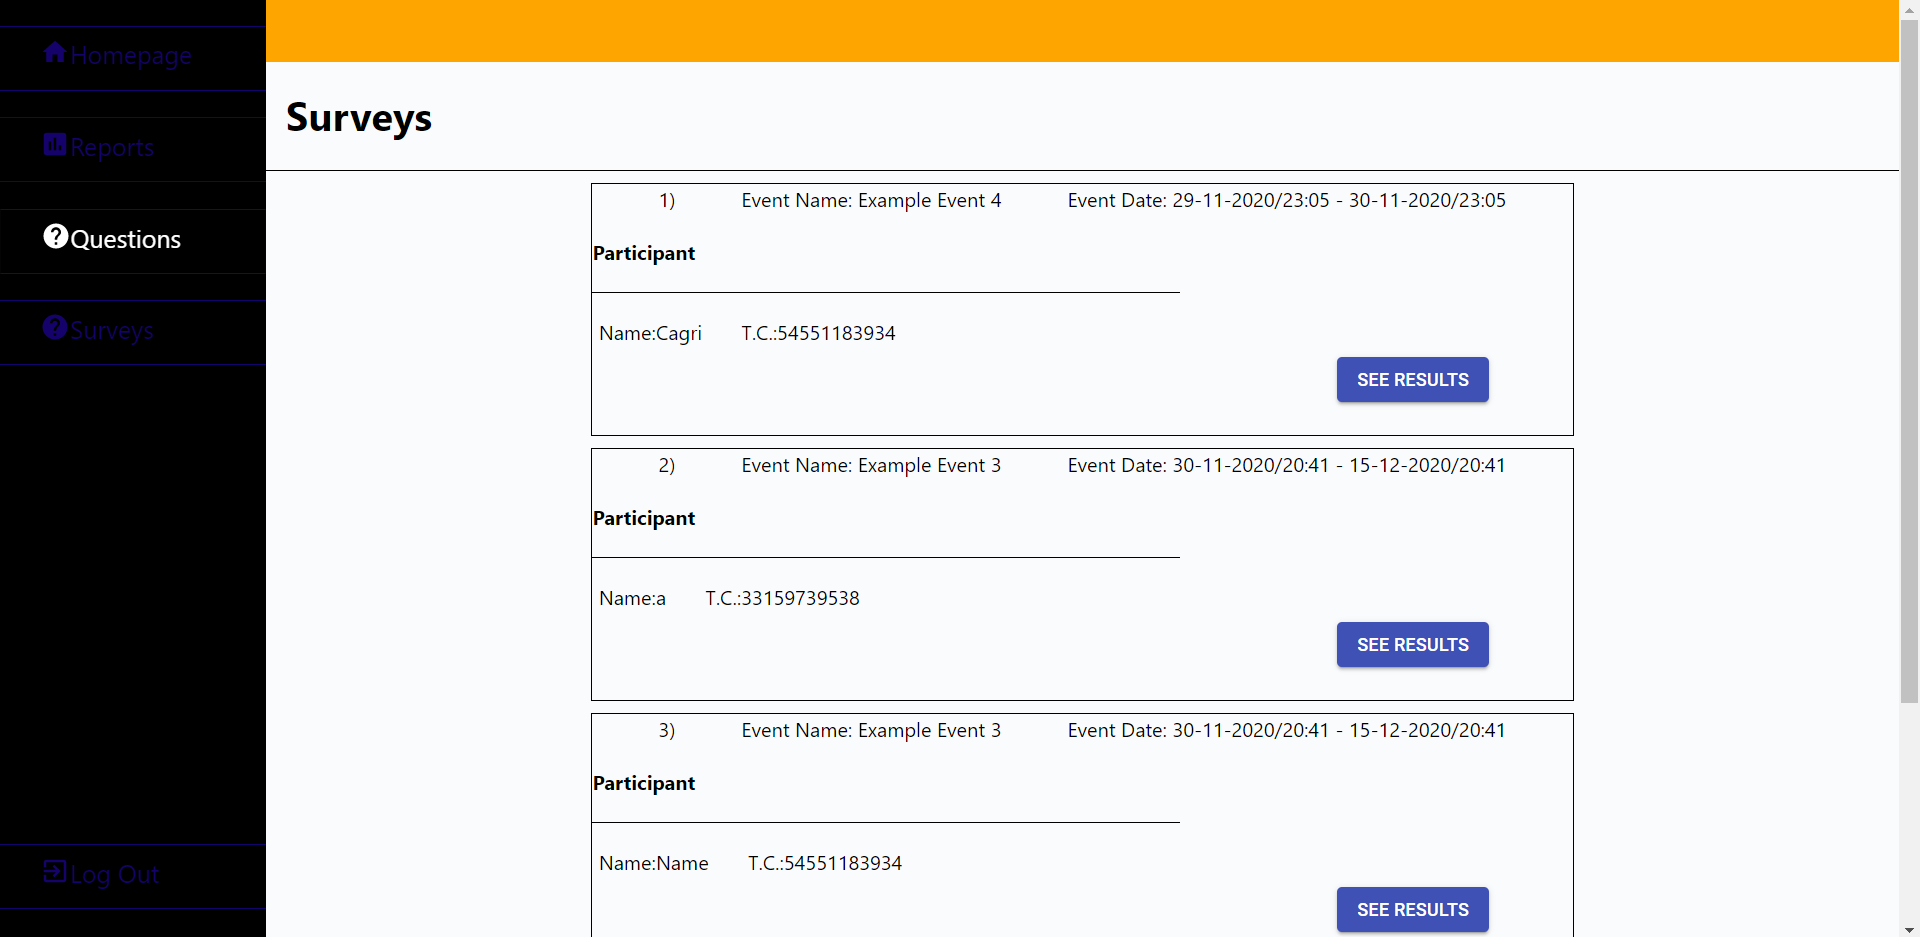 Homepage
Reports
Questions
Surveys
Log Out
Surveys
1) Event Name: Example Event 4 Event Date: 29-11-2020/23:05 - 30-11-2020/23:05
Participant
Name:Cagri T.C.:54551183934
SEE RESULTS
2) Event Name: Example Event 3 Event Date: 30-11-2020/20:41 - 15-12-2020/20:41
Participant
Name:a T.C.:33159739538
SEE RESULTS
3) Event Name: Example Event 3 Event Date: 30-11-2020/20:41 - 15-12-2020/20:41
Participant
Name:Name T.C.:54551183934
SEE RESULTS